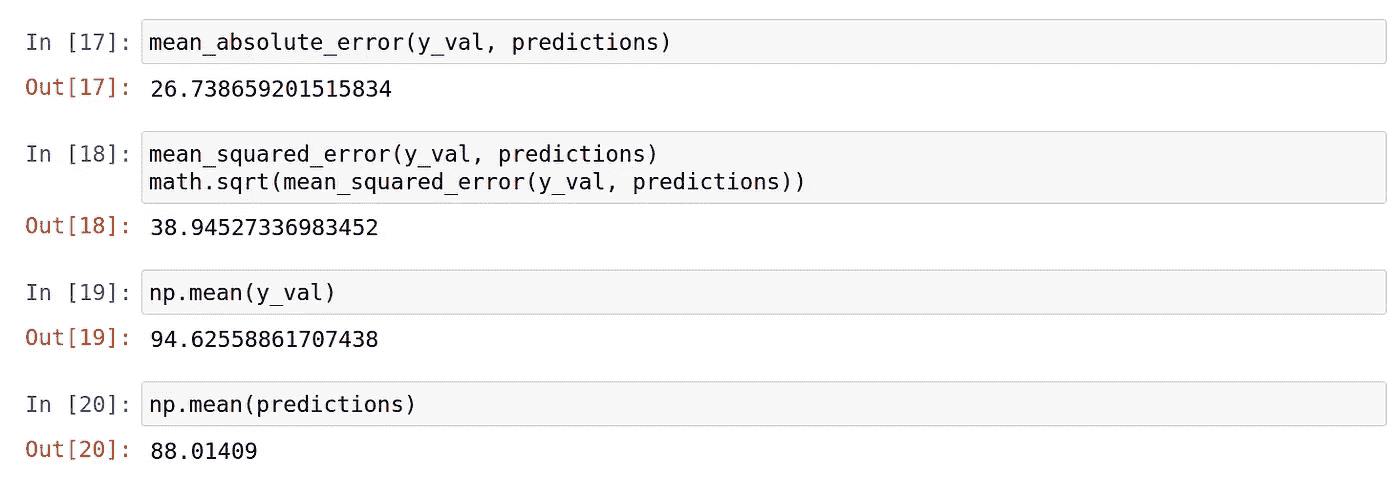 In [17]: mean_absolute_error(y_val, predictions)
Out[17]: 26.738659201515834
In [18]: mean_squared_error(y_val, predictions)
math.sqrt(mean_squared_error(y_val, predictions))
Out[18]: 38.94527336983452
In [19]: np.mean(y_val)
Out[19]: 94.62558861707438
In [20]: np.mean(predictions)
Out[20]: 88.01409